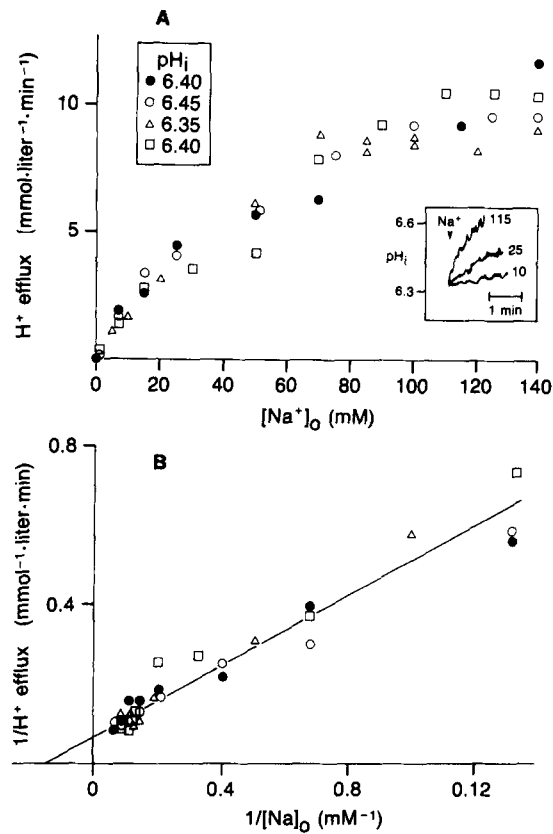 A
pHi
● 6.40
○ 6.45
△ 6.35
□ 6.40
H⁺ efflux (mmol·liter⁻¹·min⁻¹)
10
5
0
0 20 40 60 80 100 120 140
[Na⁺]O (mM)
Na⁺
115
25
10
6.6
pHi
6.3
1 min
B
1/H⁺ efflux (mmol⁻¹·liter·min)
0.8
0.4
0 0.4 0.8 0.12
1/[Na]O (mM⁻¹)